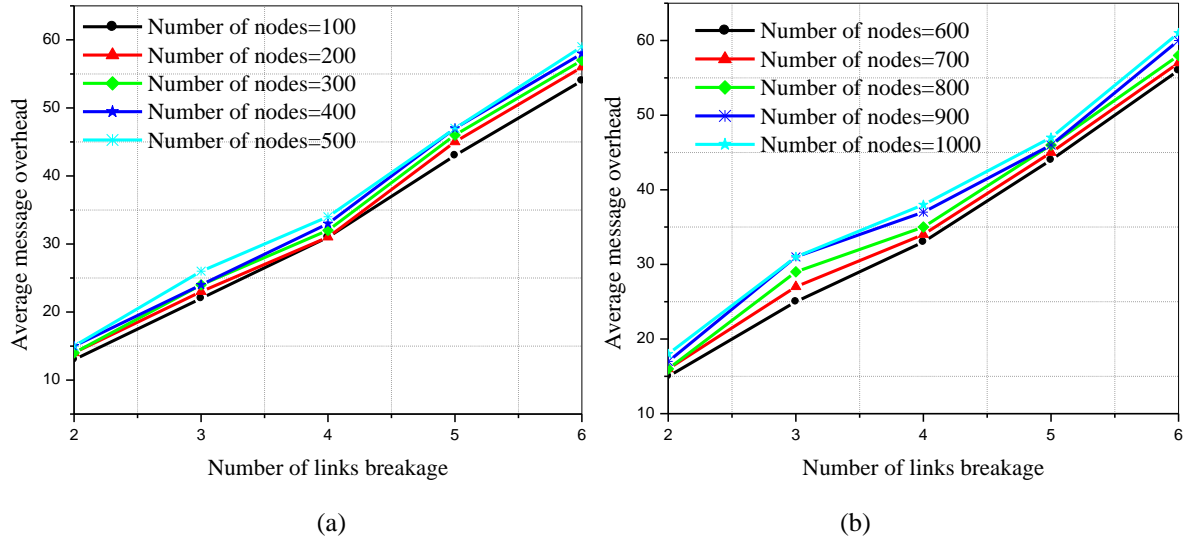 60
50
40
30
20
10
Average message overhead
Number of nodes=100
Number of nodes=200
Number of nodes=300
Number of nodes=400
Number of nodes=500
2 3 4 5 6
Number of links breakage
(a)
60
50
40
30
20
10
Average message overhead
Number of nodes=600
Number of nodes=700
Number of nodes=800
Number of nodes=900
Number of nodes=1000
2 3 4 5 6
Number of links breakage
(b)